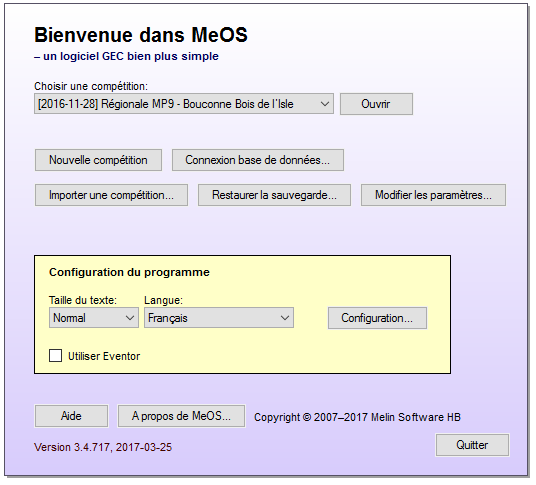 Bienvenue dans MeOS
– un logiciel GEC bien plus simple
Choisir une compétition:
[2016-11-28] Régionale MP9 - Bouconne Bois de l'Isle
Ouvrir
Nouvelle compétition
Connexion base de données...
Importer une compétition...
Restaurer la sauvegarde...
Modifier les paramètres...
Configuration du programme
Taille du texte:
Langue:
Normal
Français
Configuration...
Utiliser Eventor
Aide
A propos de MeOS...
Copyright © 2007–2017 Melin Software HB
Version 3.4.717, 2017-03-25
Quitter